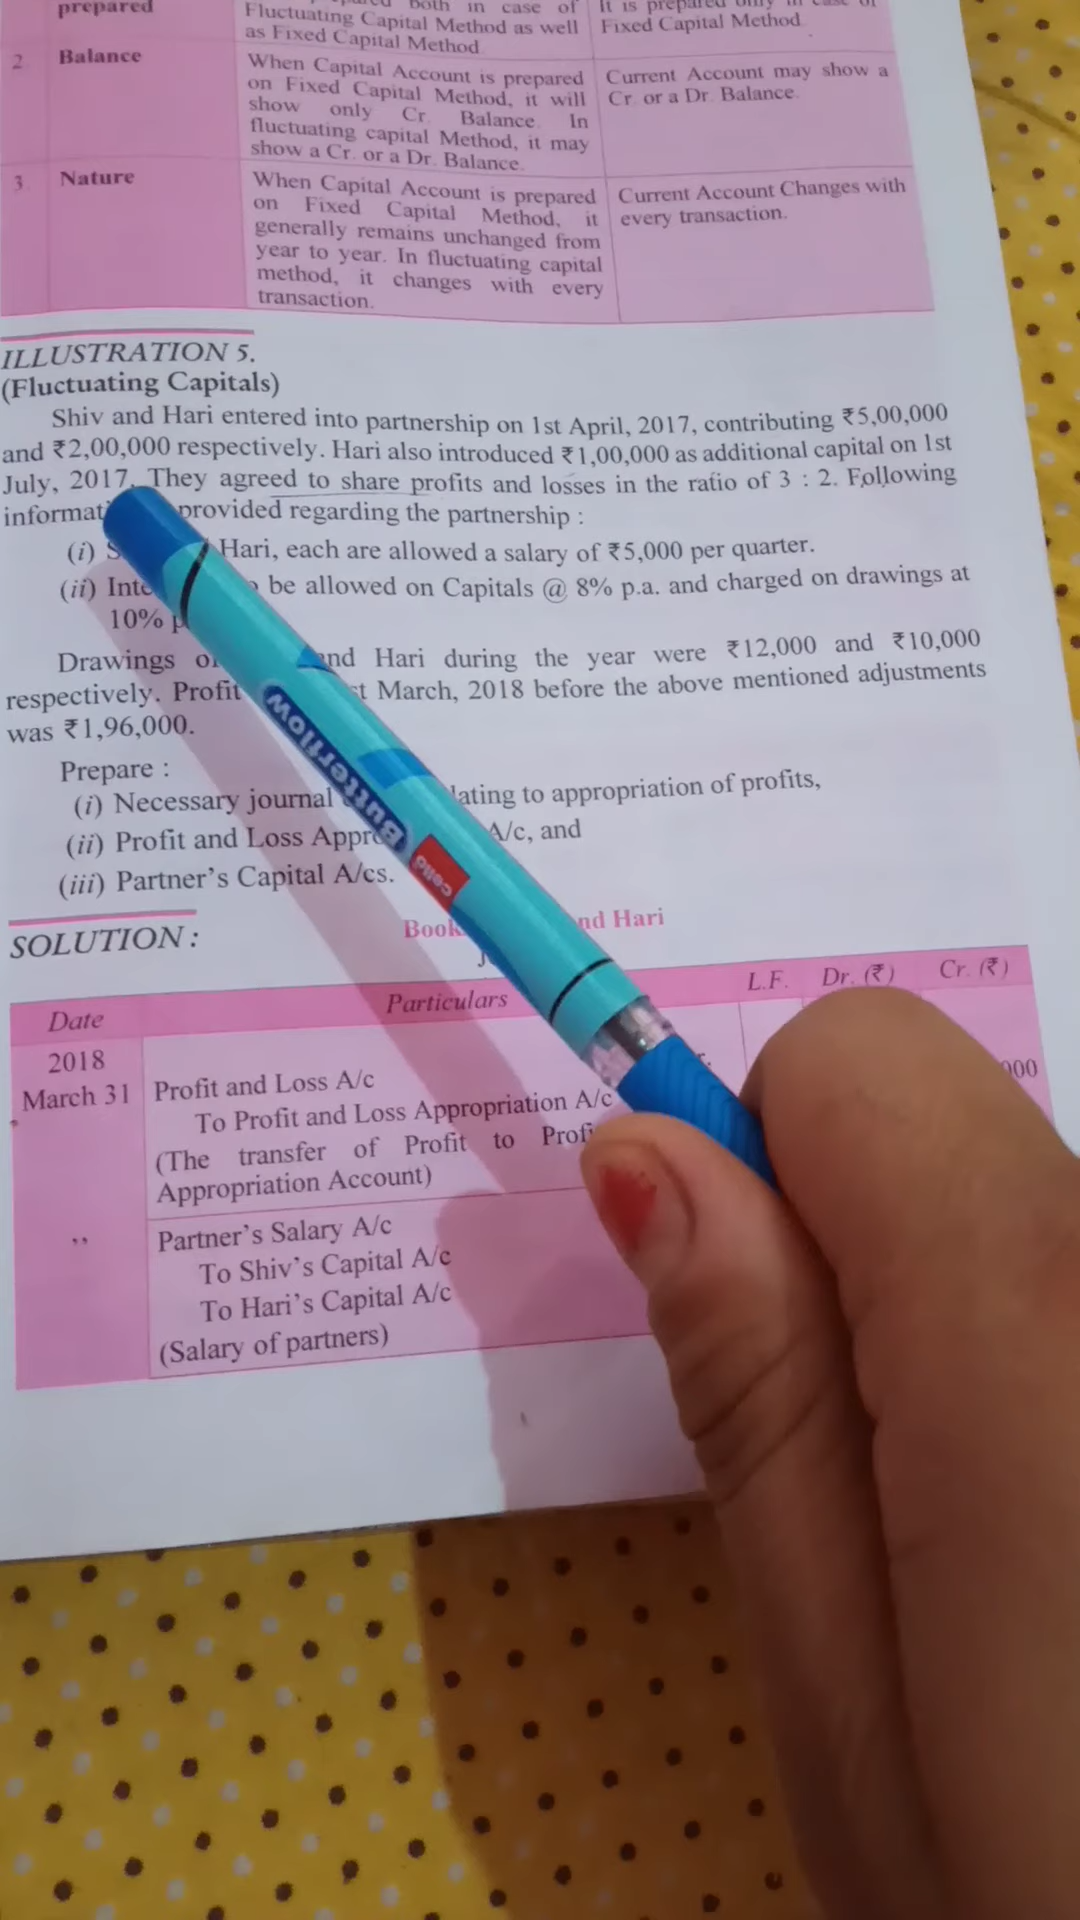 prepared
both in case of
Fluctuating Capital Method as well
as Fixed Capital Method.
It is prepared only in case of
Fixed Capital Method.
2. Balance
When Capital Account is prepared
on Fixed Capital Method, it will
show only Cr. Balance. In
fluctuating capital Method, it may
show a Cr. or a Dr. Balance.
Current Account may show a
Cr. or a Dr. Balance.
3. Nature
When Capital Account is prepared
on Fixed Capital Method, it
generally remains unchanged from
year to year. In fluctuating capital
method, it changes with every
transaction.
Current Account Changes with
every transaction.
ILLUSTRATION 5.
(Fluctuating Capitals)
Shiv and Hari entered into partnership on 1st April, 2017, contributing ₹5,00,000
and ₹2,00,000 respectively. Hari also introduced ₹1,00,000 as additional capital on 1st
July, 2017. They agreed to share profits and losses in the ratio of 3 : 2. Following
provided regarding the partnership :
(i) Hari, each are allowed a salary of ₹5,000 per quarter.
(ii) be allowed on Capitals @ 8% p.a. and charged on drawings at
10%
Drawings and Hari during the year were ₹12,000 and ₹10,000
respectively. Profit March, 2018 before the above mentioned adjustments
was ₹1,96,000.
Prepare :
(i) Necessary journal to appropriation of profits,
(ii) Profit and Loss A/c, and
(iii) Partner's Capital A/cs.
SOLUTION :
and Hari
Date Particulars L.F. Dr. (₹) Cr. (₹)
2018
March 31 Profit and Loss A/c
To Profit and Loss Appropriation A/c
(The transfer of Profit to
Appropriation Account)
,, Partner's Salary A/c
To Shiv's Capital A/c
To Hari's Capital A/c
(Salary of partners)
Butterflow
cello